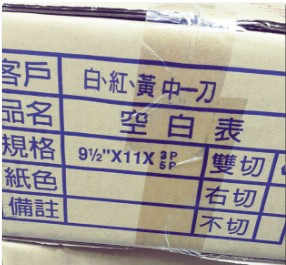 客戶 白、紅、黃中一刀
品名 空白表
規格 9½"X11X 3P 5P 雙切
紙色 右切
備註 不切